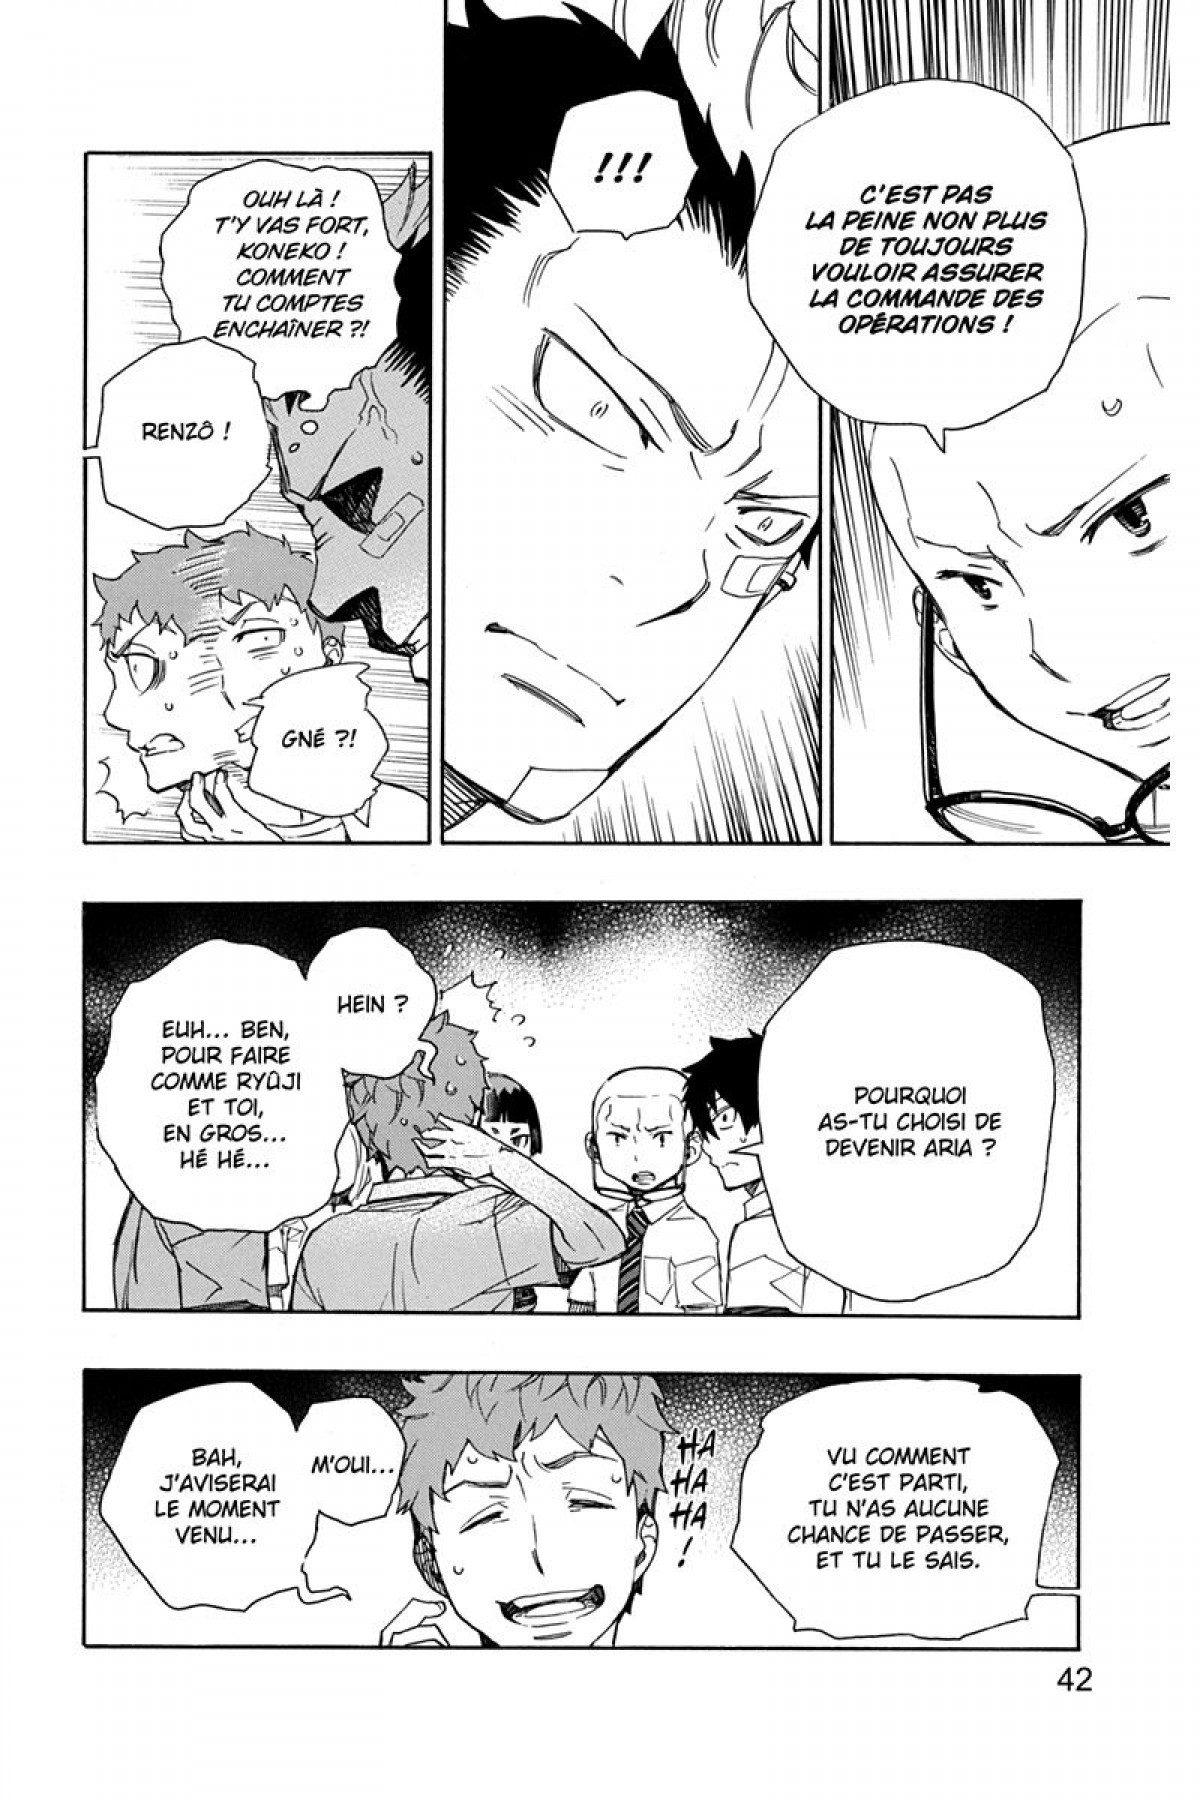 C'EST PAS
LA PEINE NON PLUS
DE TOUJOURS
VOULOIR ASSURER
LA COMMANDE DES
OPÉRATIONS !
!!!
OUH LÀ !
T'Y VAS FORT,
KONEKO !
COMMENT
TU COMPTES
ENCHAÎNER ?!
RENZÔ !
GNÉ ?!
POURQUOI
AS-TU CHOISI DE
DEVENIR ARIA ?
HEIN ?
EUH... BEN,
POUR FAIRE
COMME RYÛJI
ET TOI,
EN GROS...
HÉ HÉ...
VU COMMENT
C'EST PARTI,
TU N'AS AUCUNE
CHANCE DE PASSER,
ET TU LE SAIS.
HA
HA
HA
!
M'OUI...
BAH,
J'AVISERAI
LE MOMENT
VENU...
42